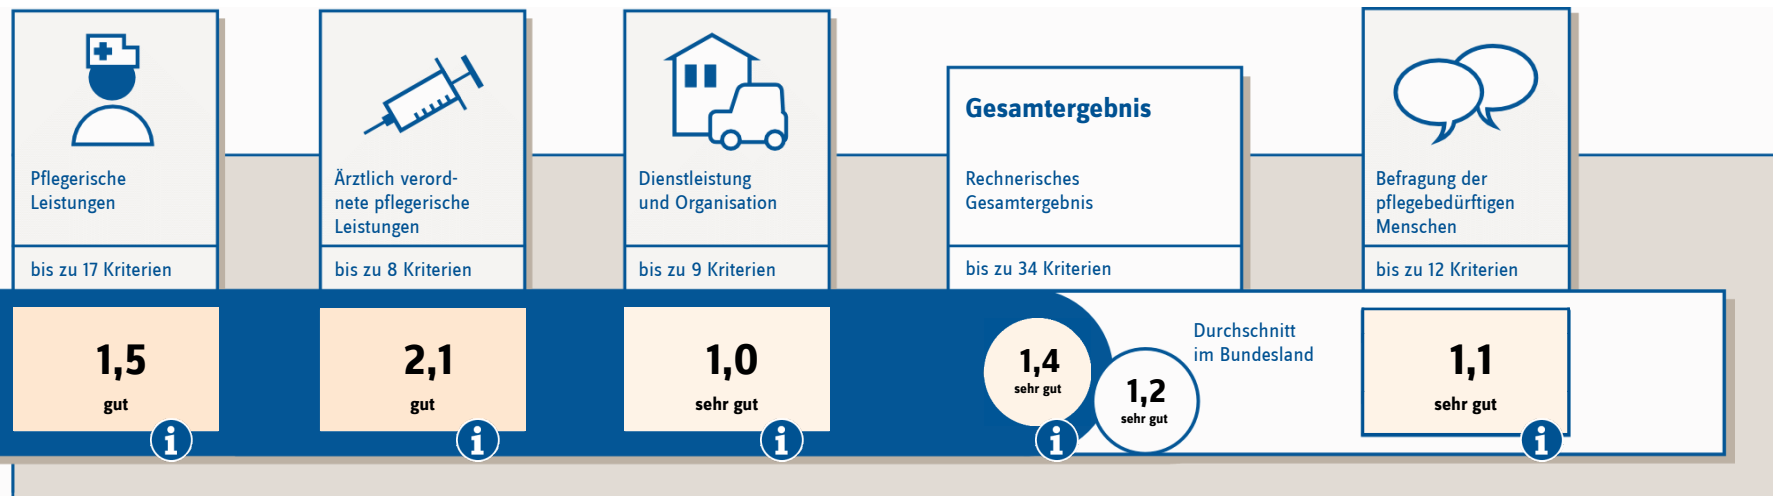 Pflegerische
Leistungen
bis zu 17 Kriterien
1,5
gut
i
Ärztlich verord-
nete pflegerische
Leistungen
bis zu 8 Kriterien
2,1
gut
i
Dienstleistung
und Organisation
bis zu 9 Kriterien
1,0
sehr gut
i
Gesamtergebnis
Rechnerisches
Gesamtergebnis
bis zu 34 Kriterien
1,4
sehr gut
i
1,2
sehr gut
Durchschnitt
im Bundesland
Befragung der
pflegebedürftigen
Menschen
bis zu 12 Kriterien
1,1
sehr gut
i